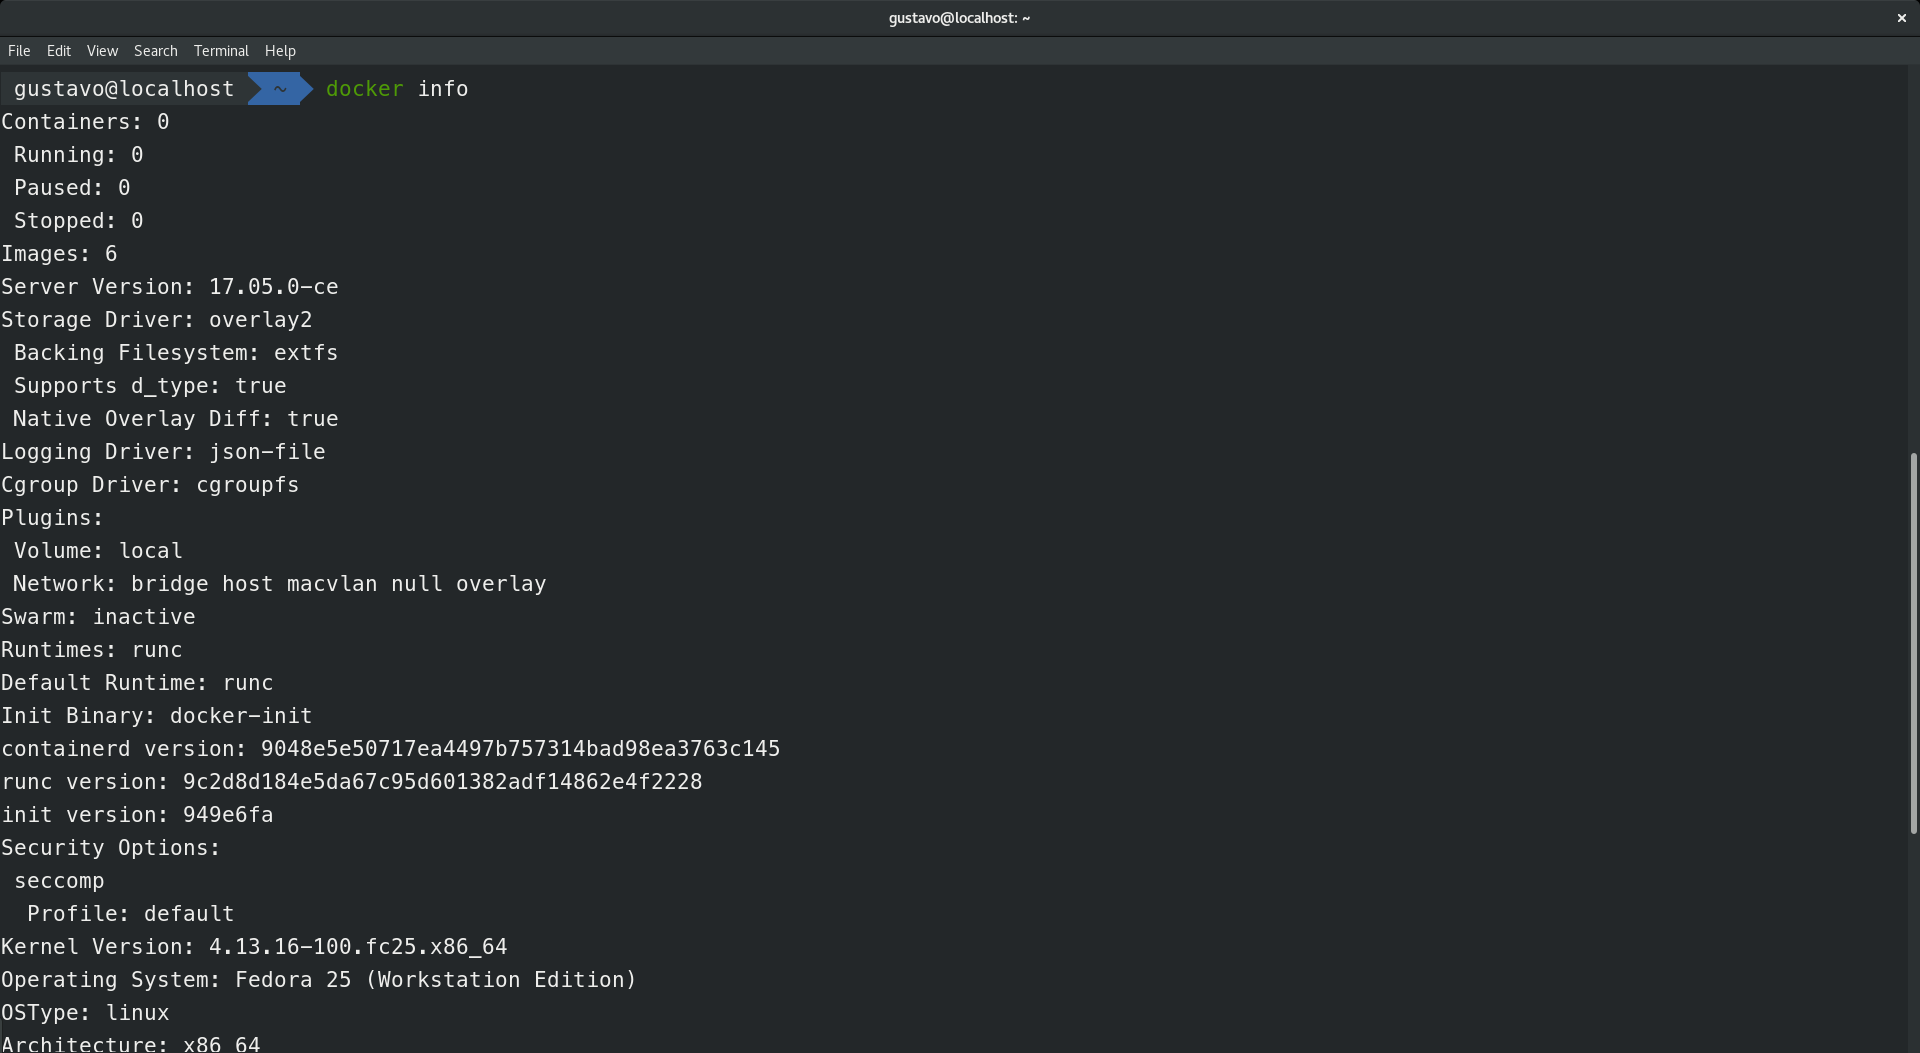 gustavo@localhost: ~ ×
File Edit View Search Terminal Help
gustavo@localhost ~ docker info
Containers: 0
 Running: 0
 Paused: 0
 Stopped: 0
Images: 6
Server Version: 17.05.0-ce
Storage Driver: overlay2
 Backing Filesystem: extfs
 Supports d_type: true
 Native Overlay Diff: true
Logging Driver: json-file
Cgroup Driver: cgroupfs
Plugins:
 Volume: local
 Network: bridge host macvlan null overlay
Swarm: inactive
Runtimes: runc
Default Runtime: runc
Init Binary: docker-init
containerd version: 9048e5e50717ea4497b757314bad98ea3763c145
runc version: 9c2d8d184e5da67c95d601382adf14862e4f2228
init version: 949e6fa
Security Options:
 seccomp
  Profile: default
Kernel Version: 4.13.16-100.fc25.x86_64
Operating System: Fedora 25 (Workstation Edition)
OSType: linux
Architecture: x86_64